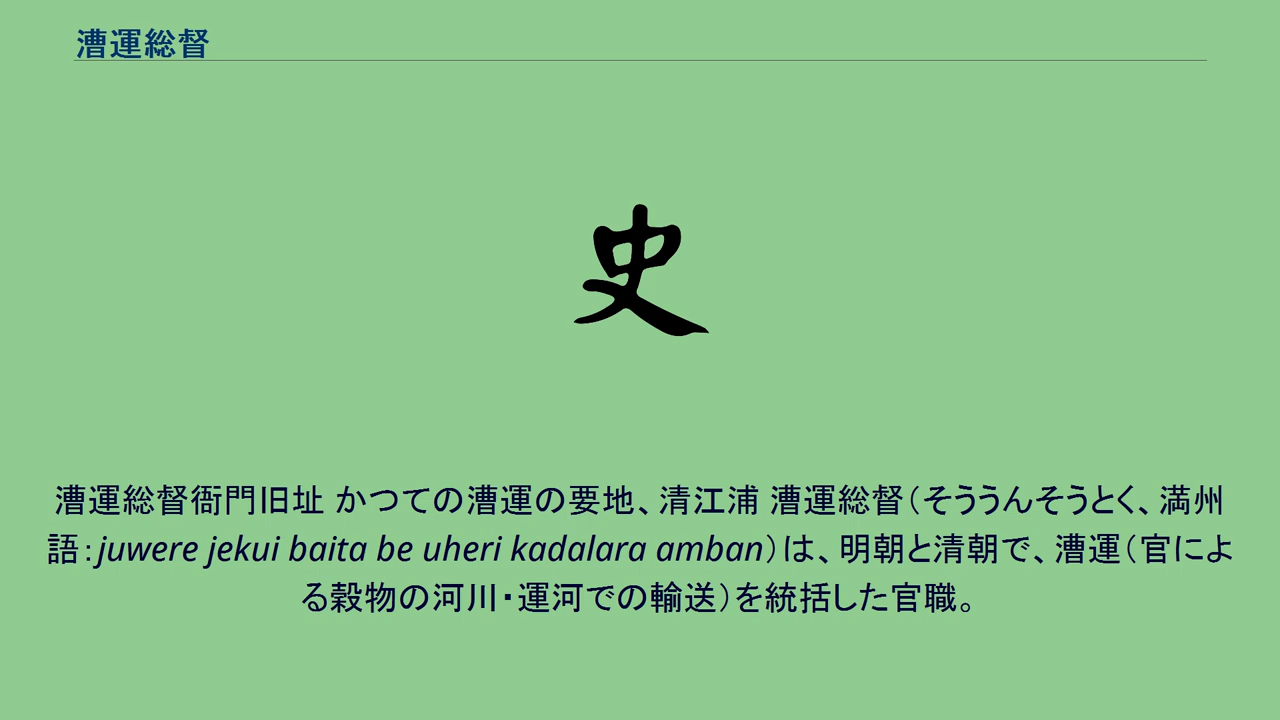 漕運総督
史
漕運総督衙門旧址 かつての漕運の要地、清江浦 漕運総督（そううんそうとく、満州
語：juwere jekui baita be uheri kadalara amban）は、明朝と清朝で、漕運（官によ
る穀物の河川・運河での輸送）を統括した官職。